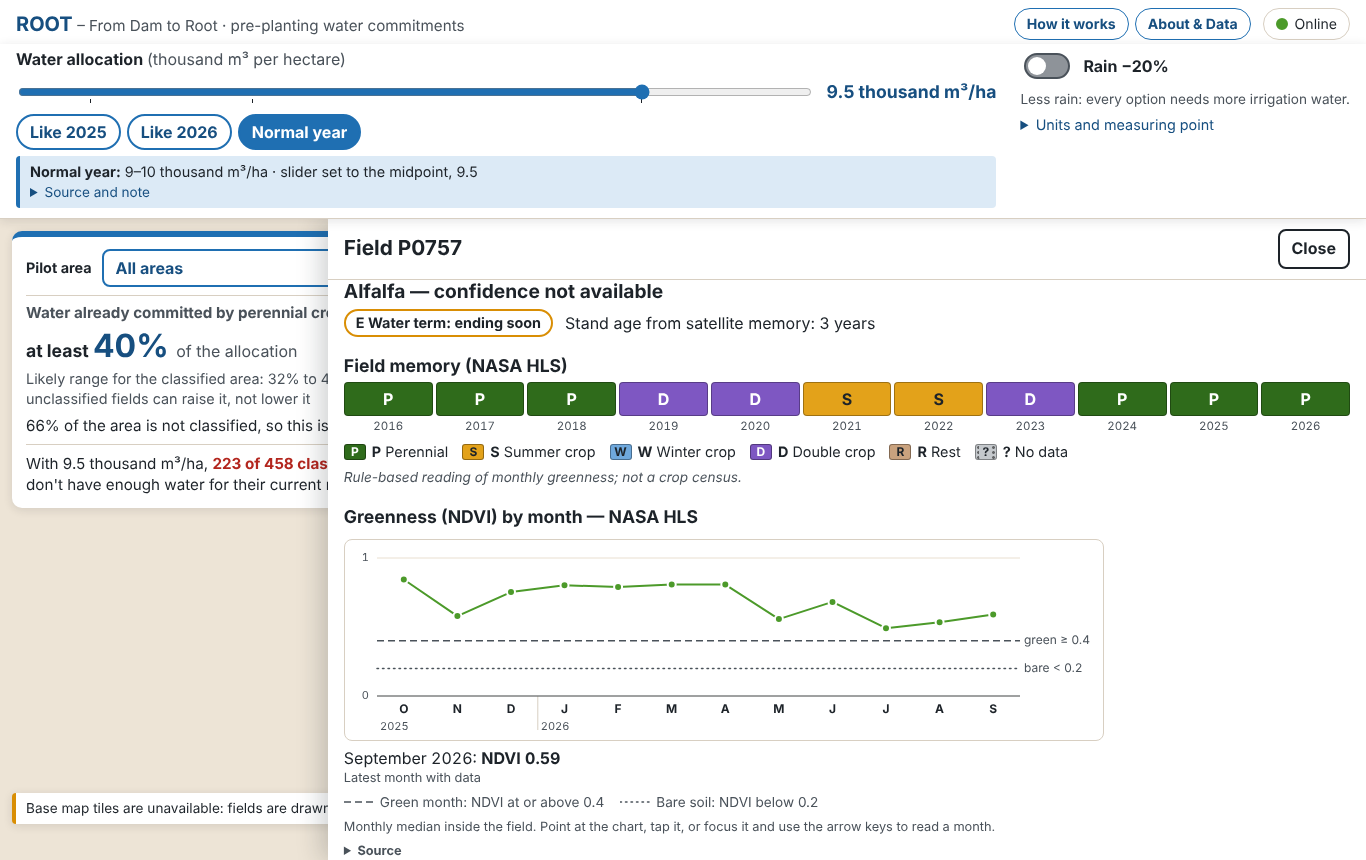 ROOT – From Dam to Root · pre-planting water commitments
How it works
About & Data
Online
Water allocation (thousand m³ per hectare)
9.5 thousand m³/ha
Like 2025
Like 2026
Normal year
Normal year: 9–10 thousand m³/ha · slider set to the midpoint, 9.5
Source and note
Rain −20%
Less rain: every option needs more irrigation water.
Units and measuring point
Pilot area
All areas
Water already committed by perennial
at least 40% of the allocation
Likely range for the classified area: 32% to
unclassified fields can raise it, not lower it
66% of the area is not classified, so this is
With 9.5 thousand m³/ha, 223 of 458
don't have enough water for their current
Base map tiles are unavailable: fields are drawn
Field P0757
Close
Alfalfa — confidence not available
E Water term: ending soon
Stand age from satellite memory: 3 years
Field memory (NASA HLS)
P P P D D S S D P P P
2016 2017 2018 2019 2020 2021 2022 2023 2024 2025 2026
P P Perennial S S Summer crop W W Winter crop D D Double crop R R Rest ? ? No data
Rule-based reading of monthly greenness; not a crop census.
Greenness (NDVI) by month — NASA HLS
1
green ≥ 0.4
bare < 0.2
0
O N D J F M A M J J A S
2025 2026
September 2026: NDVI 0.59
Latest month with data
Green month: NDVI at or above 0.4 Bare soil: NDVI below 0.2
Monthly median inside the field. Point at the chart, tap it, or focus it and use the arrow keys to read a month.
Source